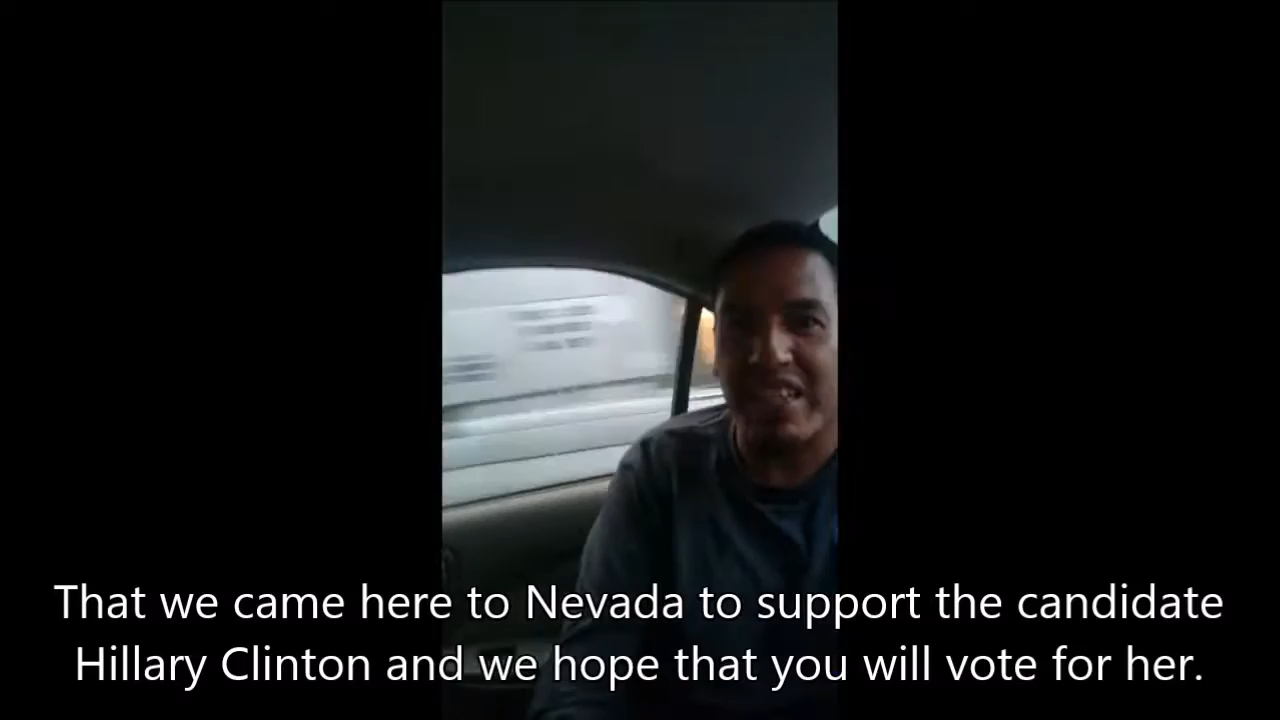 That we came here to Nevada to support the candidate
Hillary Clinton and we hope that you will vote for her.